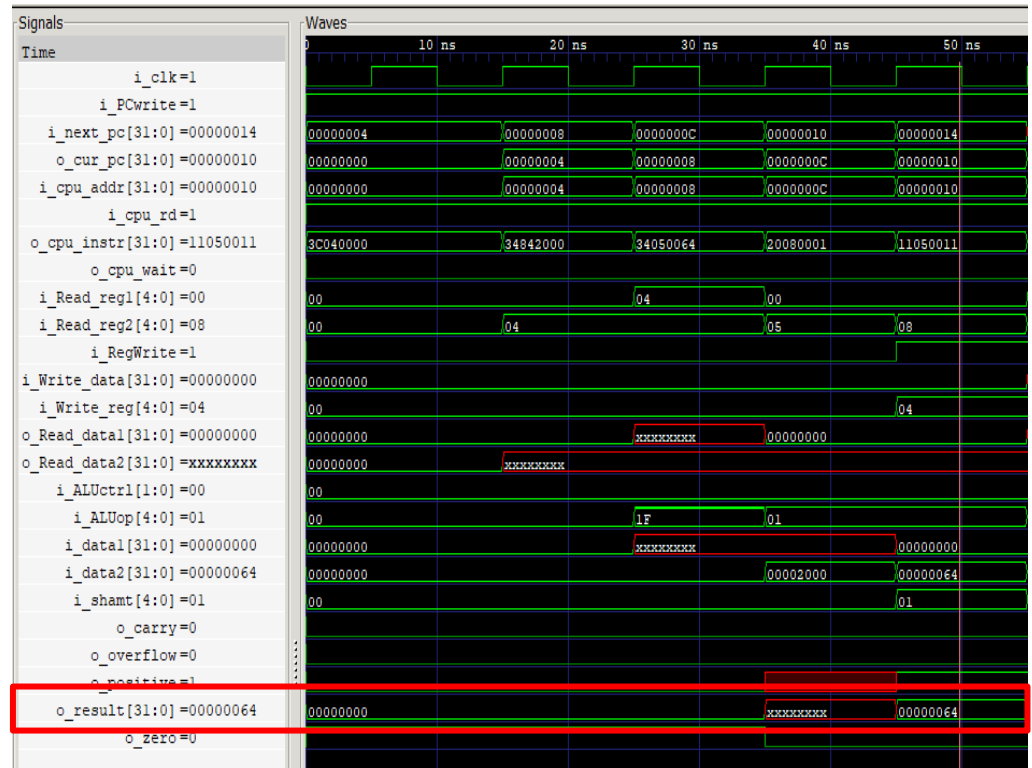 Signals Waves
Time 0 10 ns 20 ns 30 ns 40 ns 50 ns
i_clk=1
i_PCwrite=1
i_next_pc[31:0] =00000014 00000004 00000008 0000000C 00000010 00000014
o_cur_pc[31:0] =00000010 00000000 00000004 00000008 0000000C 00000010
i_cpu_addr[31:0] =00000010 00000000 00000004 00000008 0000000C 00000010
i_cpu_rd=1
o_cpu_instr[31:0] =11050011 3C040000 34842000 34050064 20080001 11050011
o_cpu_wait=0
i_Read_reg1[4:0] =00 00 04 00
i_Read_reg2[4:0] =08 00 04 05 08
i_RegWrite=1
i_Write_data[31:0] =00000000 00000000
i_Write_reg[4:0] =04 00 04
o_Read_data1[31:0] =00000000 00000000 xxxxxxxx 00000000
o_Read_data2[31:0] =xxxxxxxx 00000000 xxxxxxxx
i_ALUctrl[1:0] =00 00
i_ALUop[4:0] =01 00 1F 01
i_data1[31:0] =00000000 00000000 xxxxxxxx 00000000
i_data2[31:0] =00000064 00000000 00002000 00000064
i_shamt[4:0] =01 00 01
o_carry=0
o_overflow=0
o_positive=1
o_result[31:0] =00000064 00000000 xxxxxxxx 00000064
o_zero=0